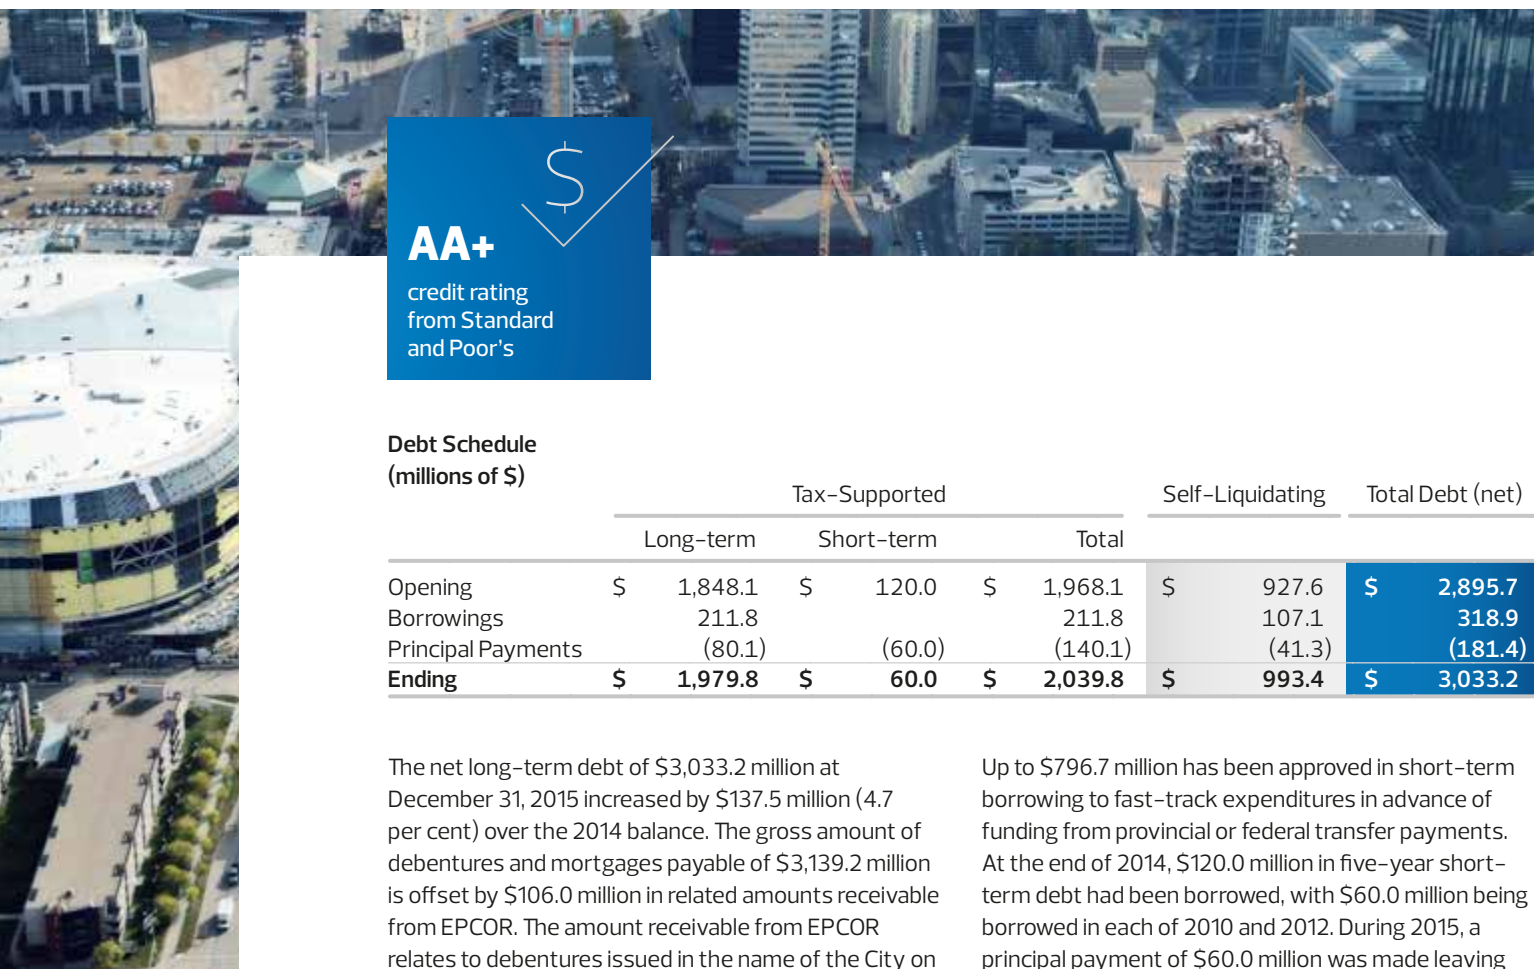 $
AA+
credit rating
from Standard
and Poor's
Debt Schedule
(millions of $)
Tax-Supported Self-Liquidating Total Debt (net)
Long-term Short-term Total
Opening $ 1,848.1 $ 120.0 $ 1,968.1 $ 927.6 $ 2,895.7
Borrowings 211.8 211.8 107.1 318.9
Principal Payments (80.1) (60.0) (140.1) (41.3) (181.4)
Ending $ 1,979.8 $ 60.0 $ 2,039.8 $ 993.4 $ 3,033.2
The net long-term debt of $3,033.2 million at
December 31, 2015 increased by $137.5 million (4.7
per cent) over the 2014 balance. The gross amount of
debentures and mortgages payable of $3,139.2 million
is offset by $106.0 million in related amounts receivable
from EPCOR. The amount receivable from EPCOR
relates to debentures issued in the name of the City on
Up to $796.7 million has been approved in short-term
borrowing to fast-track expenditures in advance of
funding from provincial or federal transfer payments.
At the end of 2014, $120.0 million in five-year short-
term debt had been borrowed, with $60.0 million being
borrowed in each of 2010 and 2012. During 2015, a
principal payment of $60.0 million was made leaving